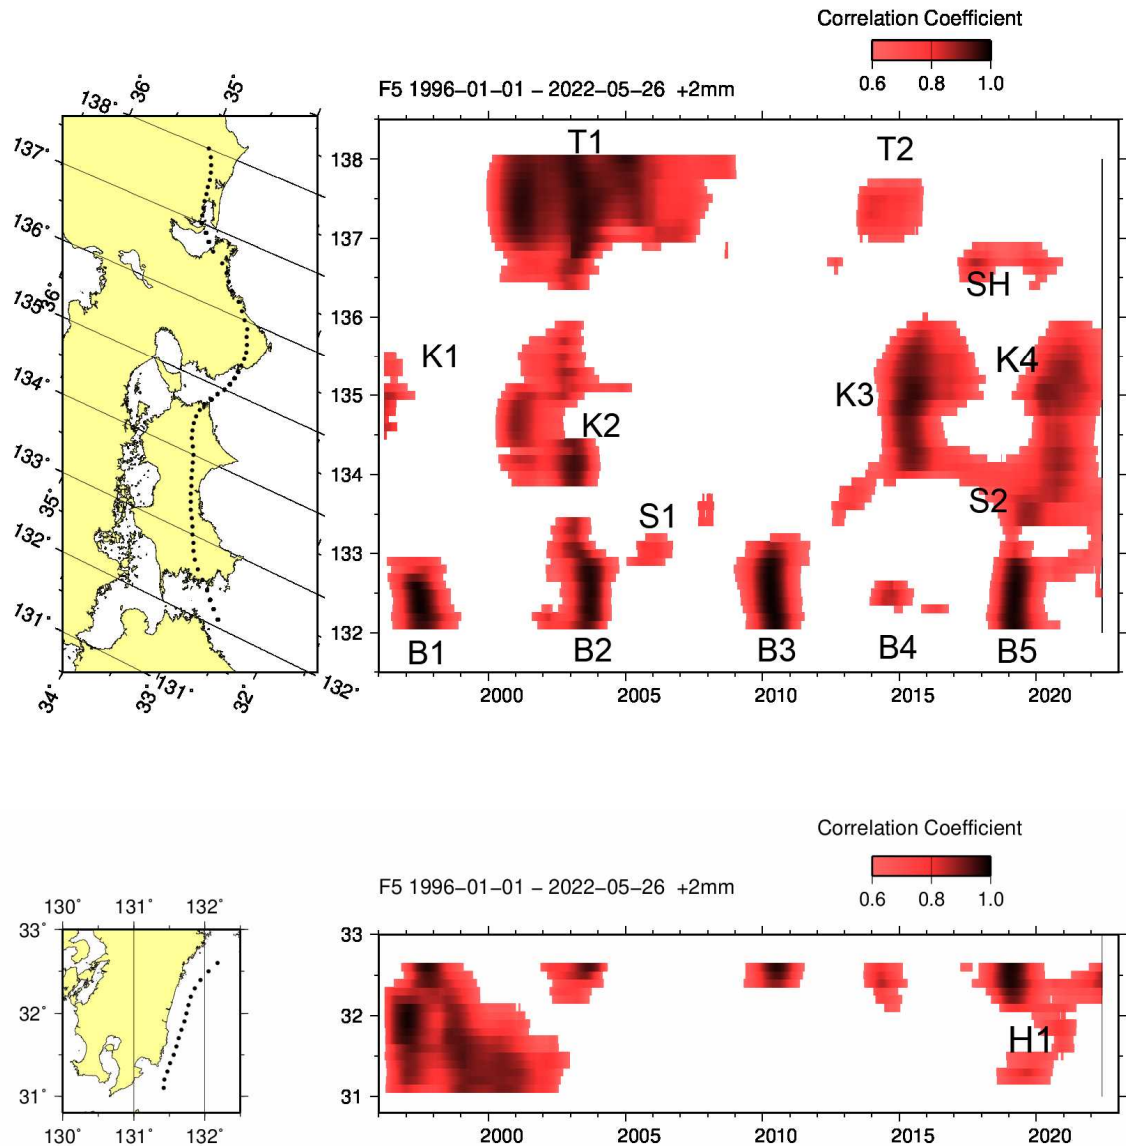 Correlation Coefficient
0.6 0.8 1.0
F5 1996-01-01 - 2022-05-26 +2mm
138° 36° 35°
137°
136°
36°
135°
134°
133°
35°
132°
131°
34° 33° 131° 32° 132°
138
137
136
135
134
133
132
T1
T2
SH
K1
K2
K3
K4
S1
S2
B1
B2
B3
B4
B5
2000 2005 2010 2015 2020
Correlation Coefficient
0.6 0.8 1.0
F5 1996-01-01 - 2022-05-26 +2mm
130° 131° 132°
33°
32°
31°
130° 131° 132°
33
32
31
H1
2000 2005 2010 2015 2020